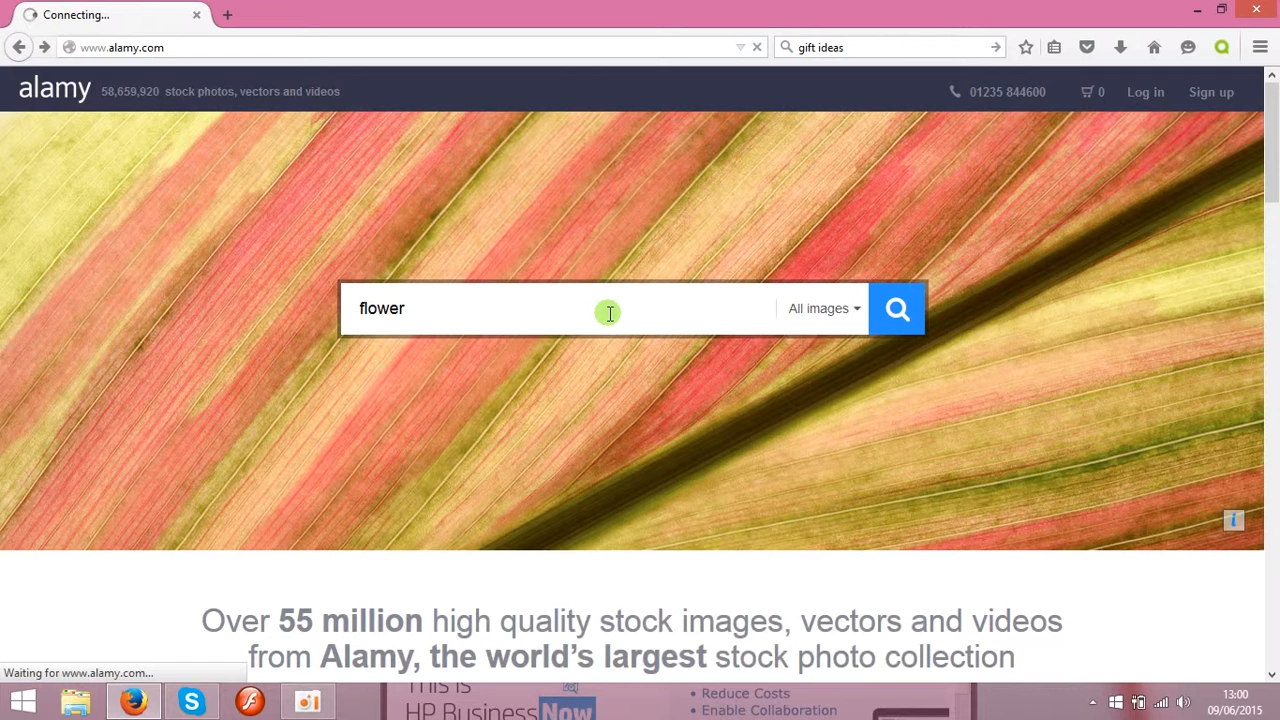 Connecting...
www.alamy.com
gift ideas
alamy 58,659,920 stock photos, vectors and videos
01235 844600 0 Log in Sign up
flower
All images
i
Over 55 million high quality stock images, vectors and videos
from Alamy, the world's largest stock photo collection
Waiting for www.alamy.com...
This is
HP BusinessNow
• Reduce Costs
• Enable Collaboration
13:00
09/06/2015